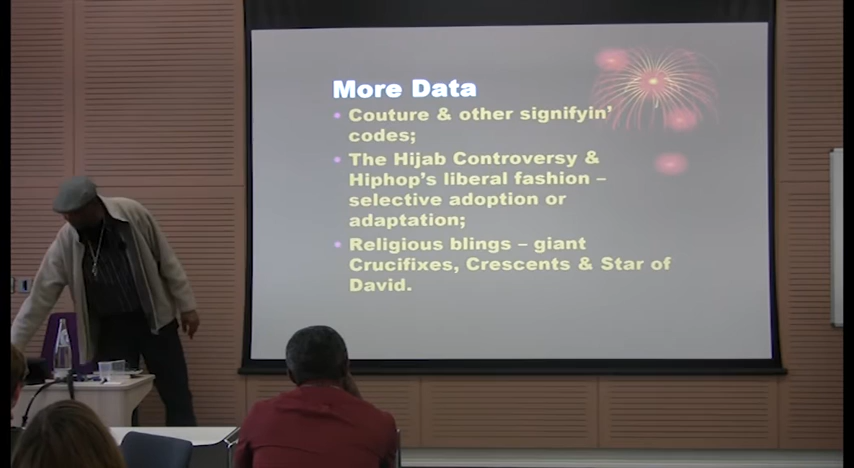 More Data
• Couture & other signifyin'
codes;
• The Hijab Controversy &
Hiphop's liberal fashion –
selective adoption or
adaptation;
• Religious blings – giant
Crucifixes, Crescents & Star of
David.